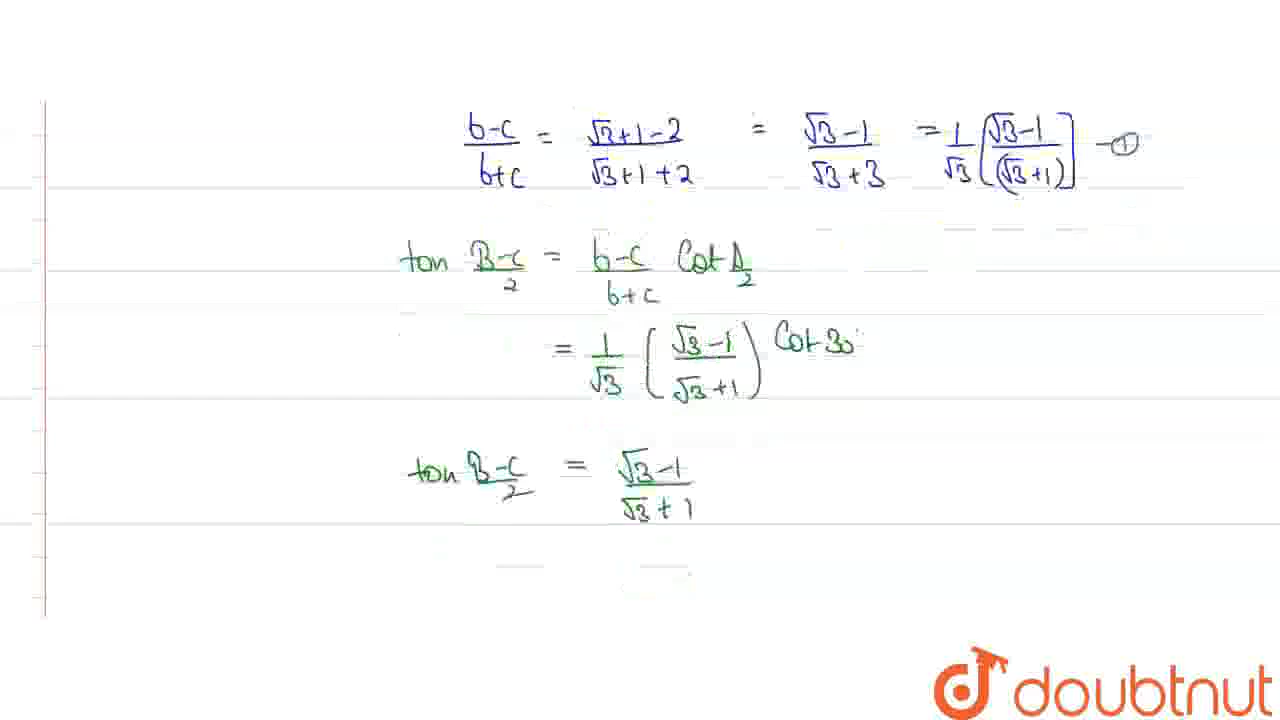 b-c/b+c = √3+1-2/√3+1+2 = √3-1/√3+3 = 1/√3 [√3-1/(√3+1)] -①
tan B-C/2 = b-c/b+c Cot A/2
= 1/√3 (√3-1/√3+1) Cot 30°
tan B-C/2 = √3-1/√3+1
doubtnut